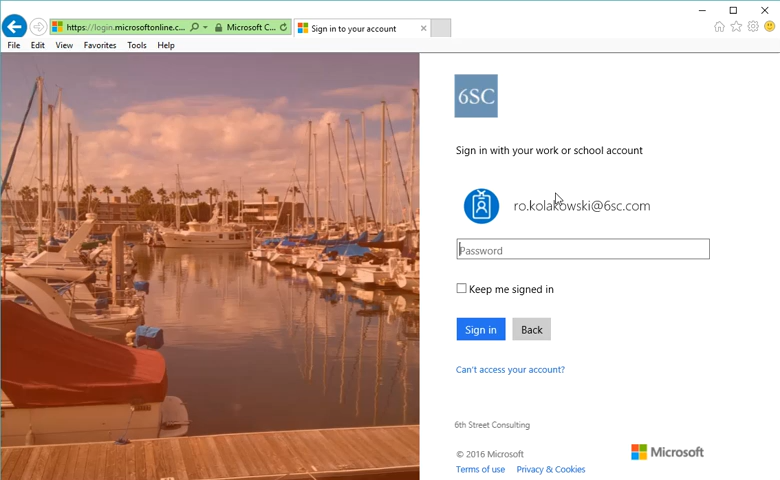 https://login.microsoftonline.c...
Microsoft C...
Sign in to your account
File Edit View Favorites Tools Help
6SC
Sign in with your work or school account
ro.kolakowski@6sc.com
Password
Keep me signed in
Sign in Back
Can't access your account?
6th Street Consulting
© 2016 Microsoft
Microsoft
Terms of use Privacy & Cookies